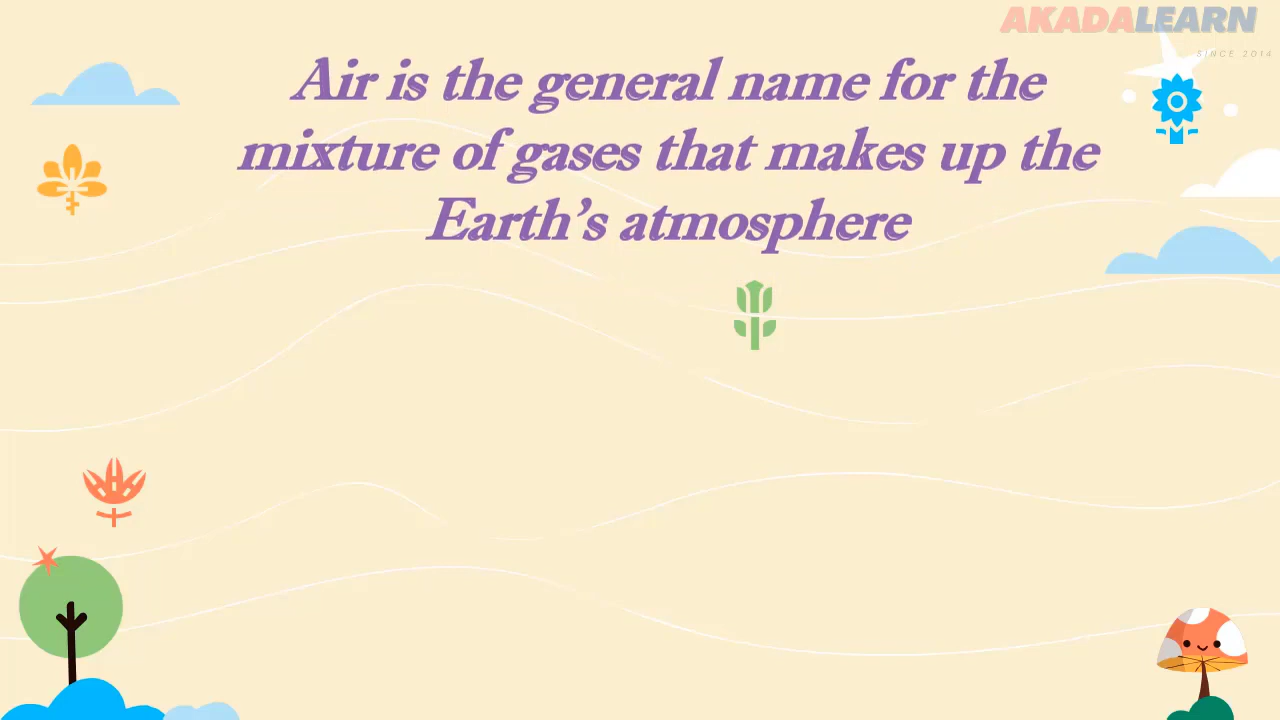 AKADALEARN
SINCE 2014
Air is the general name for the
mixture of gases that makes up the
Earth’s atmosphere